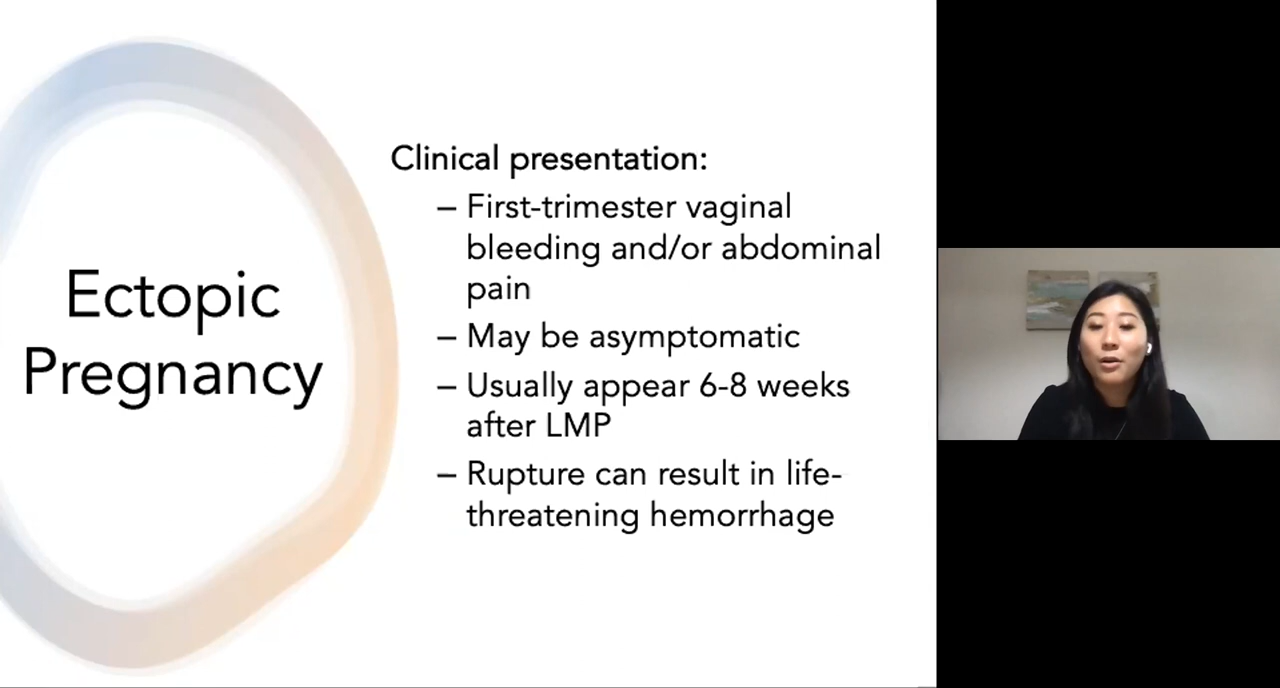 Ectopic
Pregnancy
Clinical presentation:
– First-trimester vaginal
bleeding and/or abdominal
pain
– May be asymptomatic
– Usually appear 6-8 weeks
after LMP
– Rupture can result in life-
threatening hemorrhage